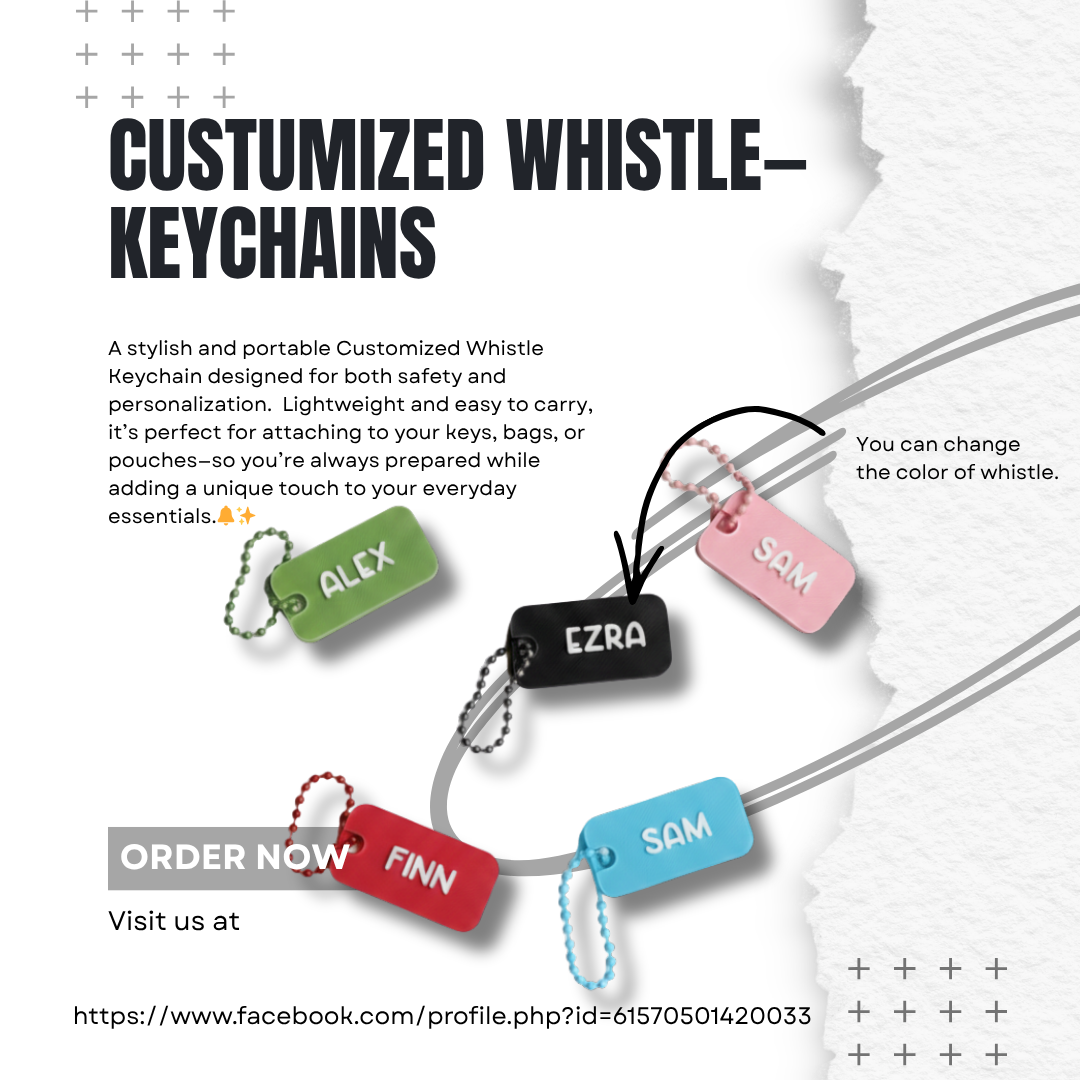 CUSTUMIZED WHISTLE–
KEYCHAINS
A stylish and portable Customized Whistle
Keychain designed for both safety and
personalization.  Lightweight and easy to carry,
it’s perfect for attaching to your keys, bags, or
pouches—so you’re always prepared while
adding a unique touch to your everyday
essentials.🔔✨
You can change
the color of whistle.
ALEX
SAM
EZRA
FINN
SAM
ORDER NOW
Visit us at
https://www.facebook.com/profile.php?id=61570501420033